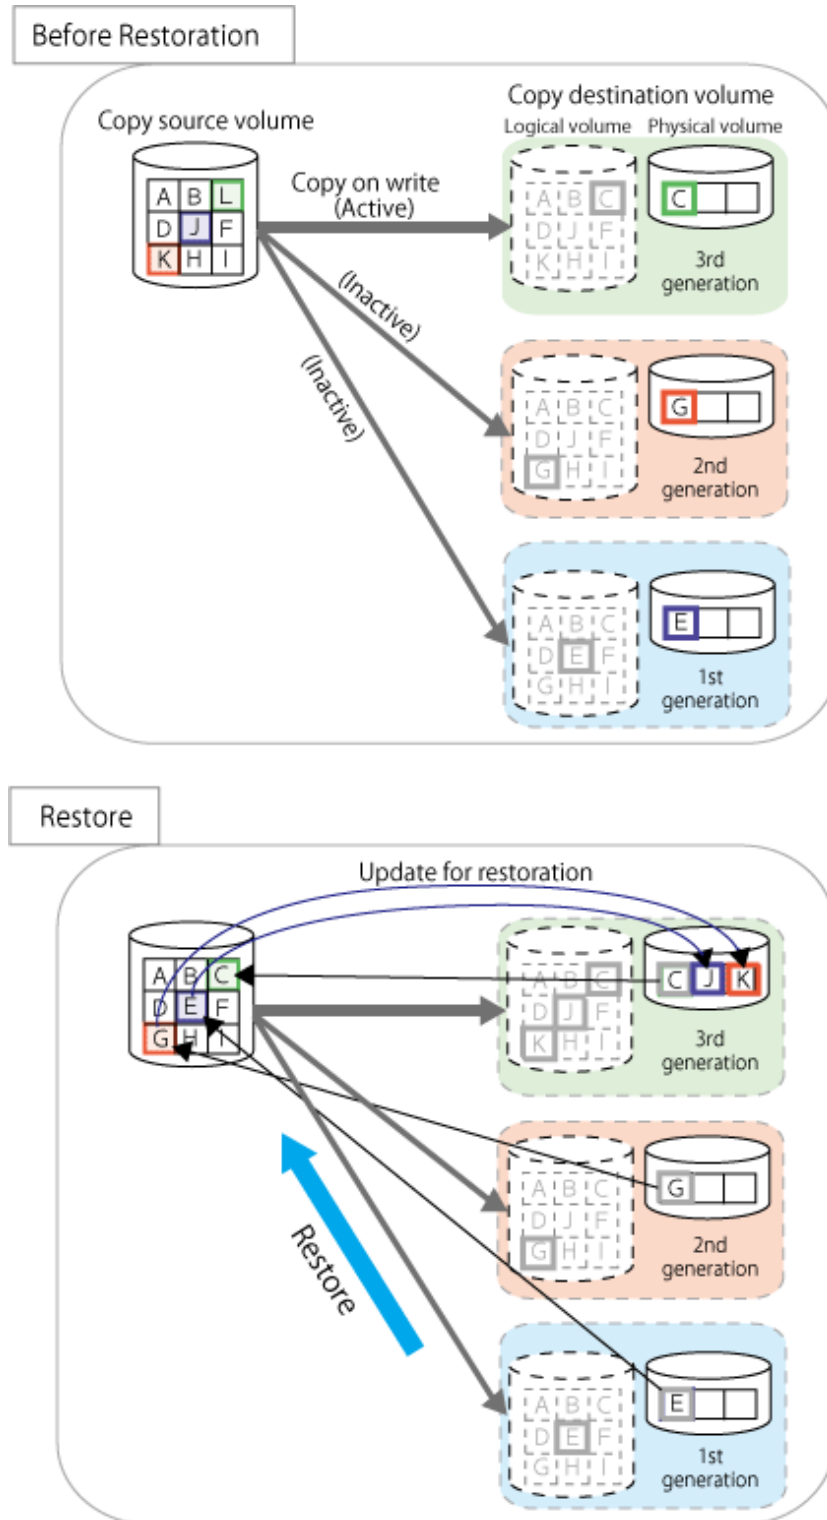 Before Restoration
Copy destination volume
Copy source volume
Logical volume Physical volume
A B L
D J F
K H I
Copy on write
(Active)
A B C
D J F
K H I
C
3rd
generation
(Inactive)
(Inactive)
A B C
D J F
G H I
G
2nd
generation
A B C
D E F
G H I
E
1st
generation
Restore
Update for restoration
A B C
D E F
G H I
A B C
D J F
K H I
C J K
3rd
generation
Restore
A B C
D J F
G H I
G
2nd
generation
A B C
D E F
G H I
E
1st
generation